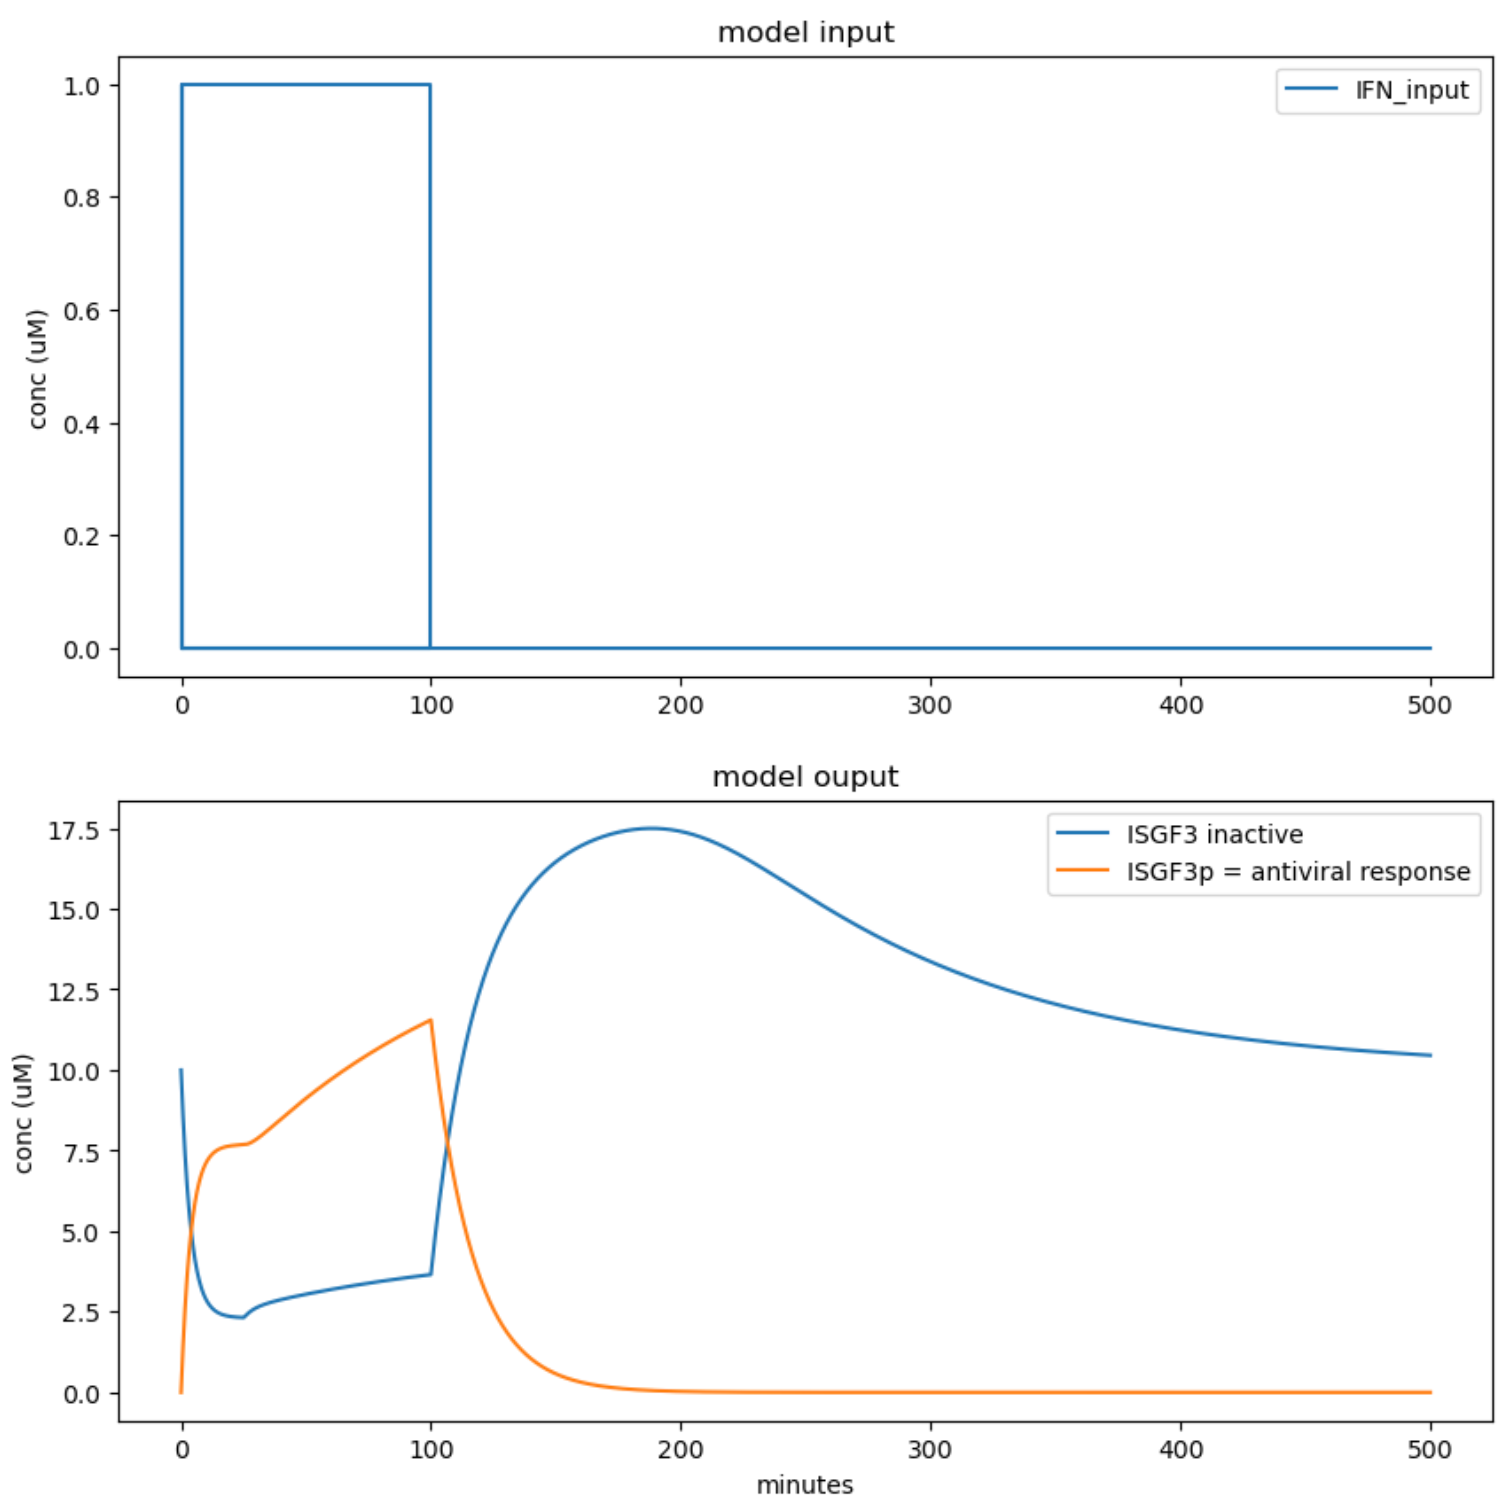 model input
IFN_input
1.0
0.8
0.6
0.4
0.2
0.0
conc (uM)
0 100 200 300 400 500
model ouput
ISGF3 inactive
ISGF3p = antiviral response
17.5
15.0
12.5
10.0
7.5
5.0
2.5
0.0
conc (uM)
0 100 200 300 400 500
minutes